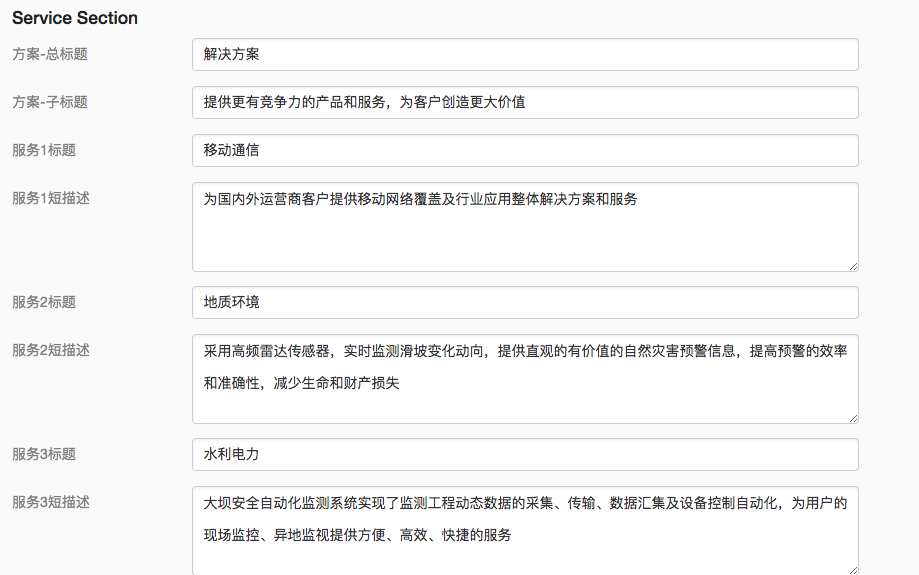 Service Section
方案-总标题
解决方案
方案-子标题
提供更有竞争力的产品和服务，为客户创造更大价值
服务1标题
移动通信
服务1短描述
为国内外运营商客户提供移动网络覆盖及行业应用整体解决方案和服务
服务2标题
地质环境
服务2短描述
采用高频雷达传感器，实时监测滑坡变化动向，提供直观的有价值的自然灾害预警信息，提高预警的效率
和准确性，减少生命和财产损失
服务3标题
水利电力
服务3短描述
大坝安全自动化监测系统实现了监测工程动态数据的采集、传输、数据汇集及设备控制自动化，为用户的
现场监控、异地监视提供方便、高效、快捷的服务